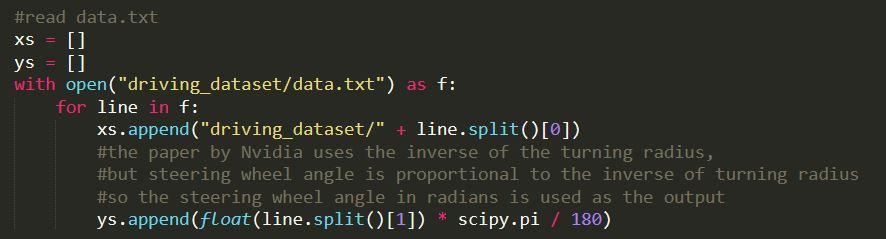 #read data.txt
xs = []
ys = []
with open("driving_dataset/data.txt") as f:
    for line in f:
        xs.append("driving_dataset/" + line.split()[0])
        #the paper by Nvidia uses the inverse of the turning radius,
        #but steering wheel angle is proportional to the inverse of turning radius
        #so the steering wheel angle in radians is used as the output
        ys.append(float(line.split()[1]) * scipy.pi / 180)